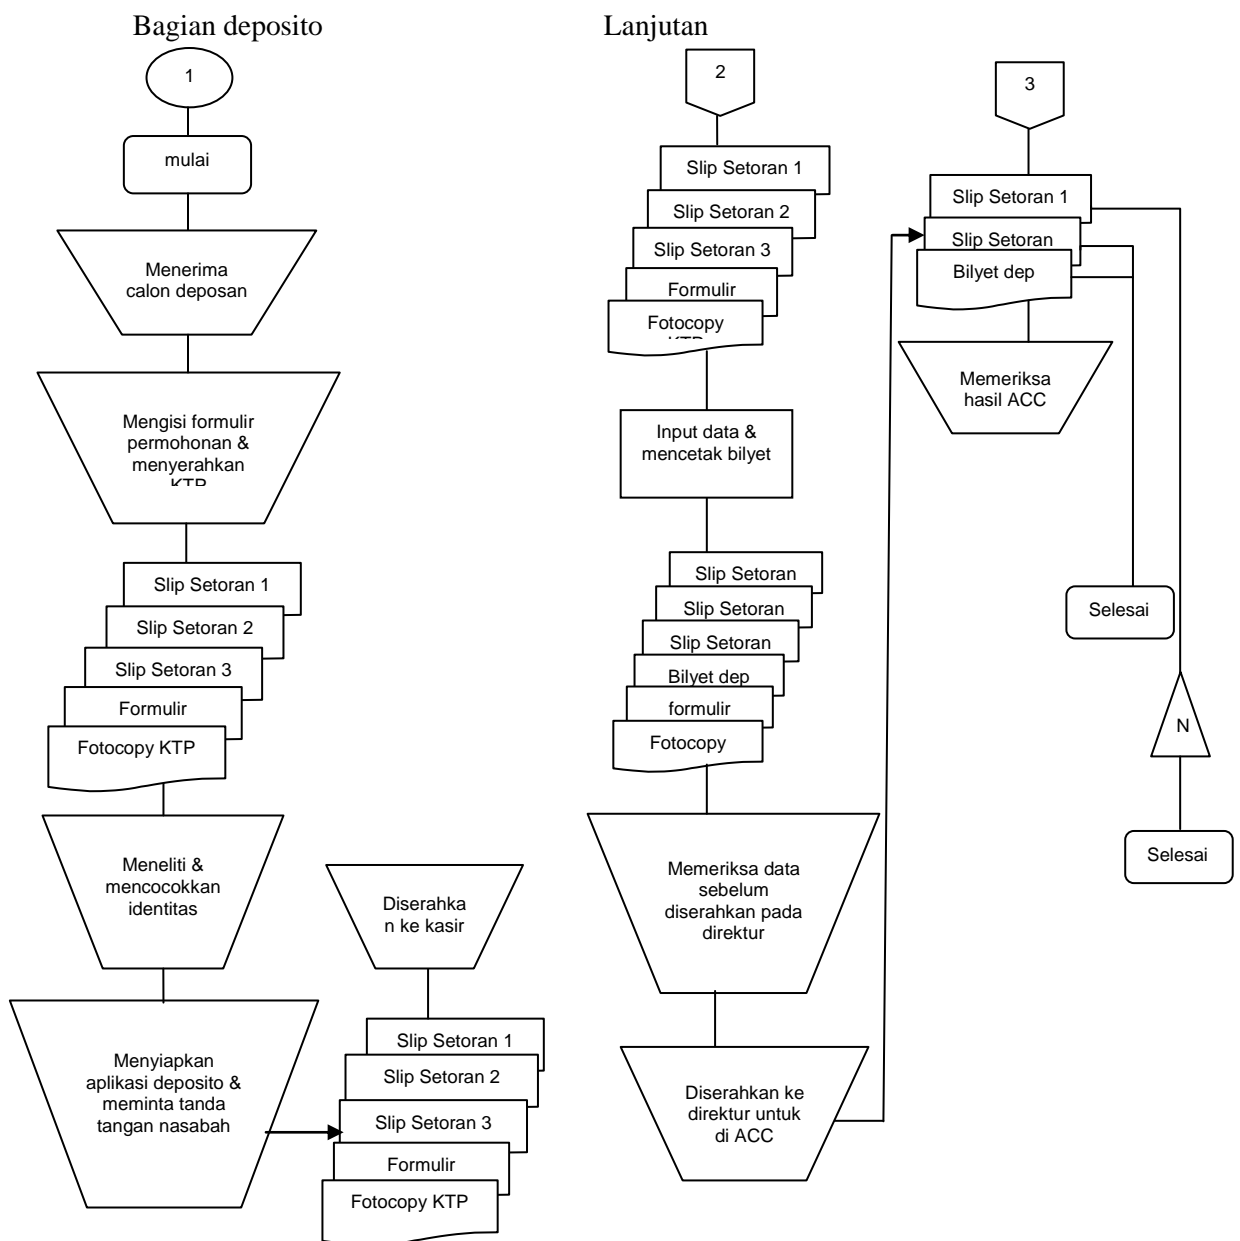 Bagian deposito
Lanjutan
1
mulai
Menerima
calon deposan
Mengisi formulir
permohonan &
menyerahkan
KTP
Slip Setoran 1
Slip Setoran 2
Slip Setoran 3
Formulir
Fotocopy KTP
Meneliti &
mencocokkan
identitas
Menyiapkan
aplikasi deposito &
meminta tanda
tangan nasabah
Diserahka
n ke kasir
Slip Setoran 1
Slip Setoran 2
Slip Setoran 3
Formulir
Fotocopy KTP
2
Slip Setoran 1
Slip Setoran 2
Slip Setoran 3
Formulir
Fotocopy
KTP
Input data &
mencetak bilyet
Slip Setoran
Slip Setoran
Slip Setoran
Bilyet dep
formulir
Fotocopy
Memeriksa data
sebelum
diserahkan pada
direktur
Diserahkan ke
direktur untuk
di ACC
3
Slip Setoran 1
Slip Setoran
Bilyet dep
Memeriksa
hasil ACC
Selesai
N
Selesai